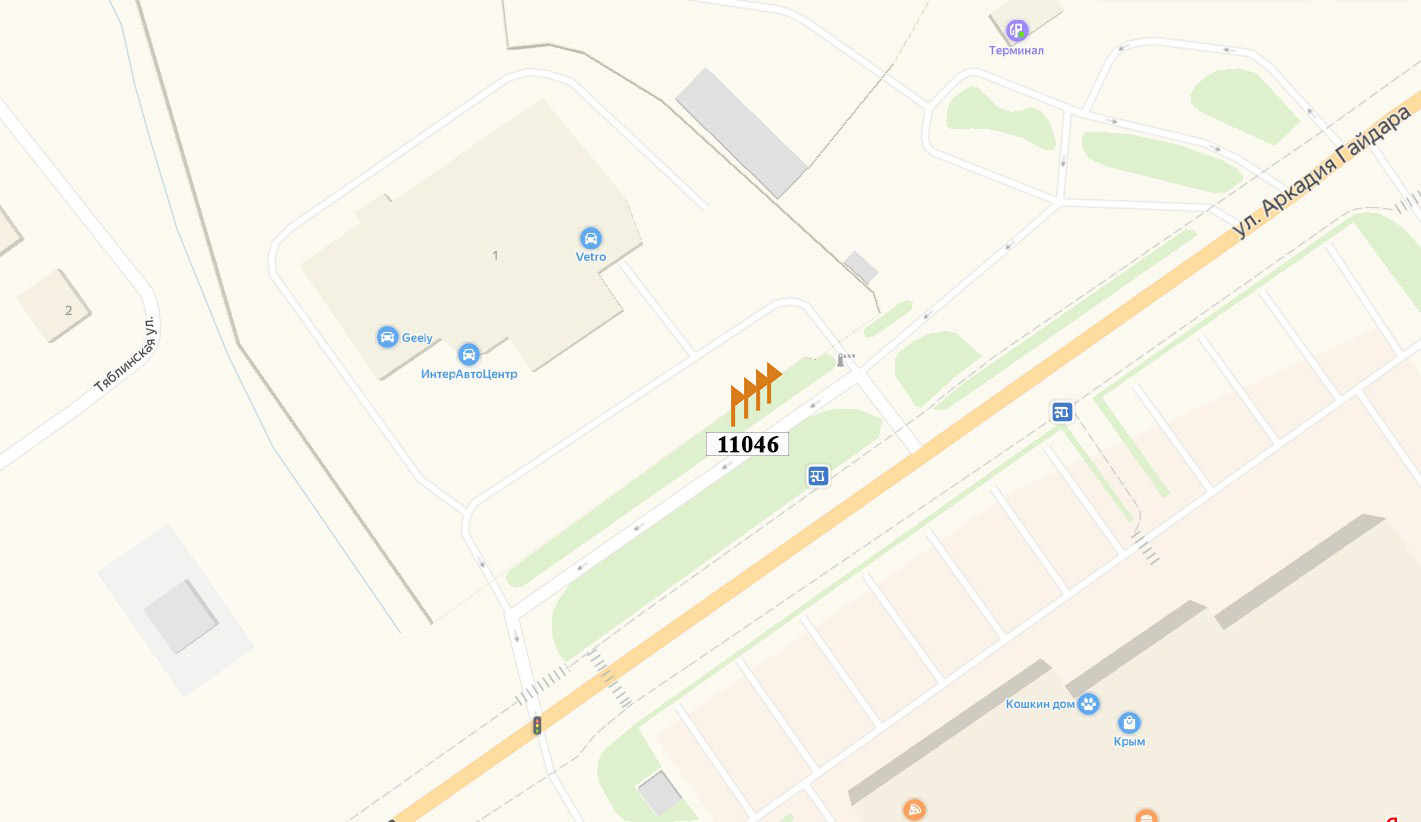 Терминал
ул. Аркадия Гайдара
1
Vetro
2
Тяблинская ул.
Geely
ИнтерАвтоЦентр
11046
Кошкин дом
Крым